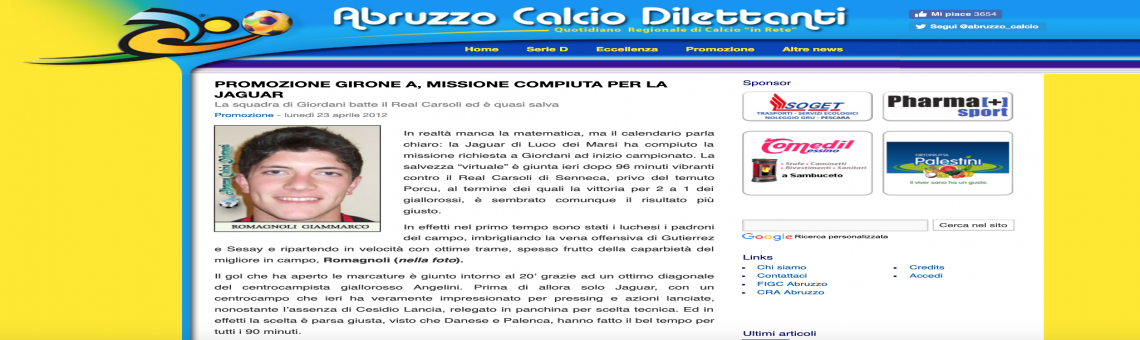 Abruzzo Calcio Dilettanti
Quotidiano Regionale di Calcio "in Rete"
Mi piace 3654
Segui @abruzzo_calcio
Home Serie D Eccellenza Promozione Altre news
PROMOZIONE GIRONE A, MISSIONE COMPIUTA PER LA
JAGUAR
La squadra di Giordani batte il Real Carsoli ed è quasi salva
Promozione - lunedì 23 aprile 2012
Abruzzo Calcio Dilettanti
ROMAGNOLI GIAMMARCO
In realtà manca la matematica, ma il calendario parla
chiaro: la Jaguar di Luco dei Marsi ha compiuto la
missione richiesta a Giordani ad inizio campionato. La
salvezza "virtuale" è giunta ieri dopo 96 minuti vibranti
contro il Real Carsoli di Senneca, privo del temuto
Porcu, al termine dei quali la vittoria per 2 a 1 dei
giallorossi, è sembrato comunque il risultato più
giusto.
In effetti nel primo tempo sono stati i luchesi i padroni
del campo, imbrigliando la vena offensiva di Gutierrez
e Sesay e ripartendo in velocità con ottime trame, spesso frutto della caparbietà del
migliore in campo, Romagnoli (nella foto).
Il gol che ha aperto le marcature è giunto intorno al 20' grazie ad un ottimo diagonale
del centrocampista giallorosso Angelini. Prima di allora solo Jaguar, con un
centrocampo che ieri ha veramente impressionato per pressing e azioni lanciate,
nonostante l'assenza di Cesidio Lancia, relegato in panchina per scelta tecnica. Ed in
effetti la scelta è parsa giusta, visto che Danese e Palenca, hanno fatto il bel tempo per
tutti i 90 minuti.
Sponsor
SOGET
TRASPORTI - SERVIZI ECOLOGICI
NOLEGGIO GRU - PESCARA
Pharma[+]
sport
Comedil
essino
- Stufe - Caminetti
- Rivestimenti - Sanitari
a Sambuceto
ORTOFRUTTA
Palestini
Il viver sano ha un gusto.
Cerca nel sito
Google Ricerca personalizzata
Links
Chi siamo
Contattaci
FIGC Abruzzo
CRA Abruzzo
Credits
Accedi
Ultimi articoli